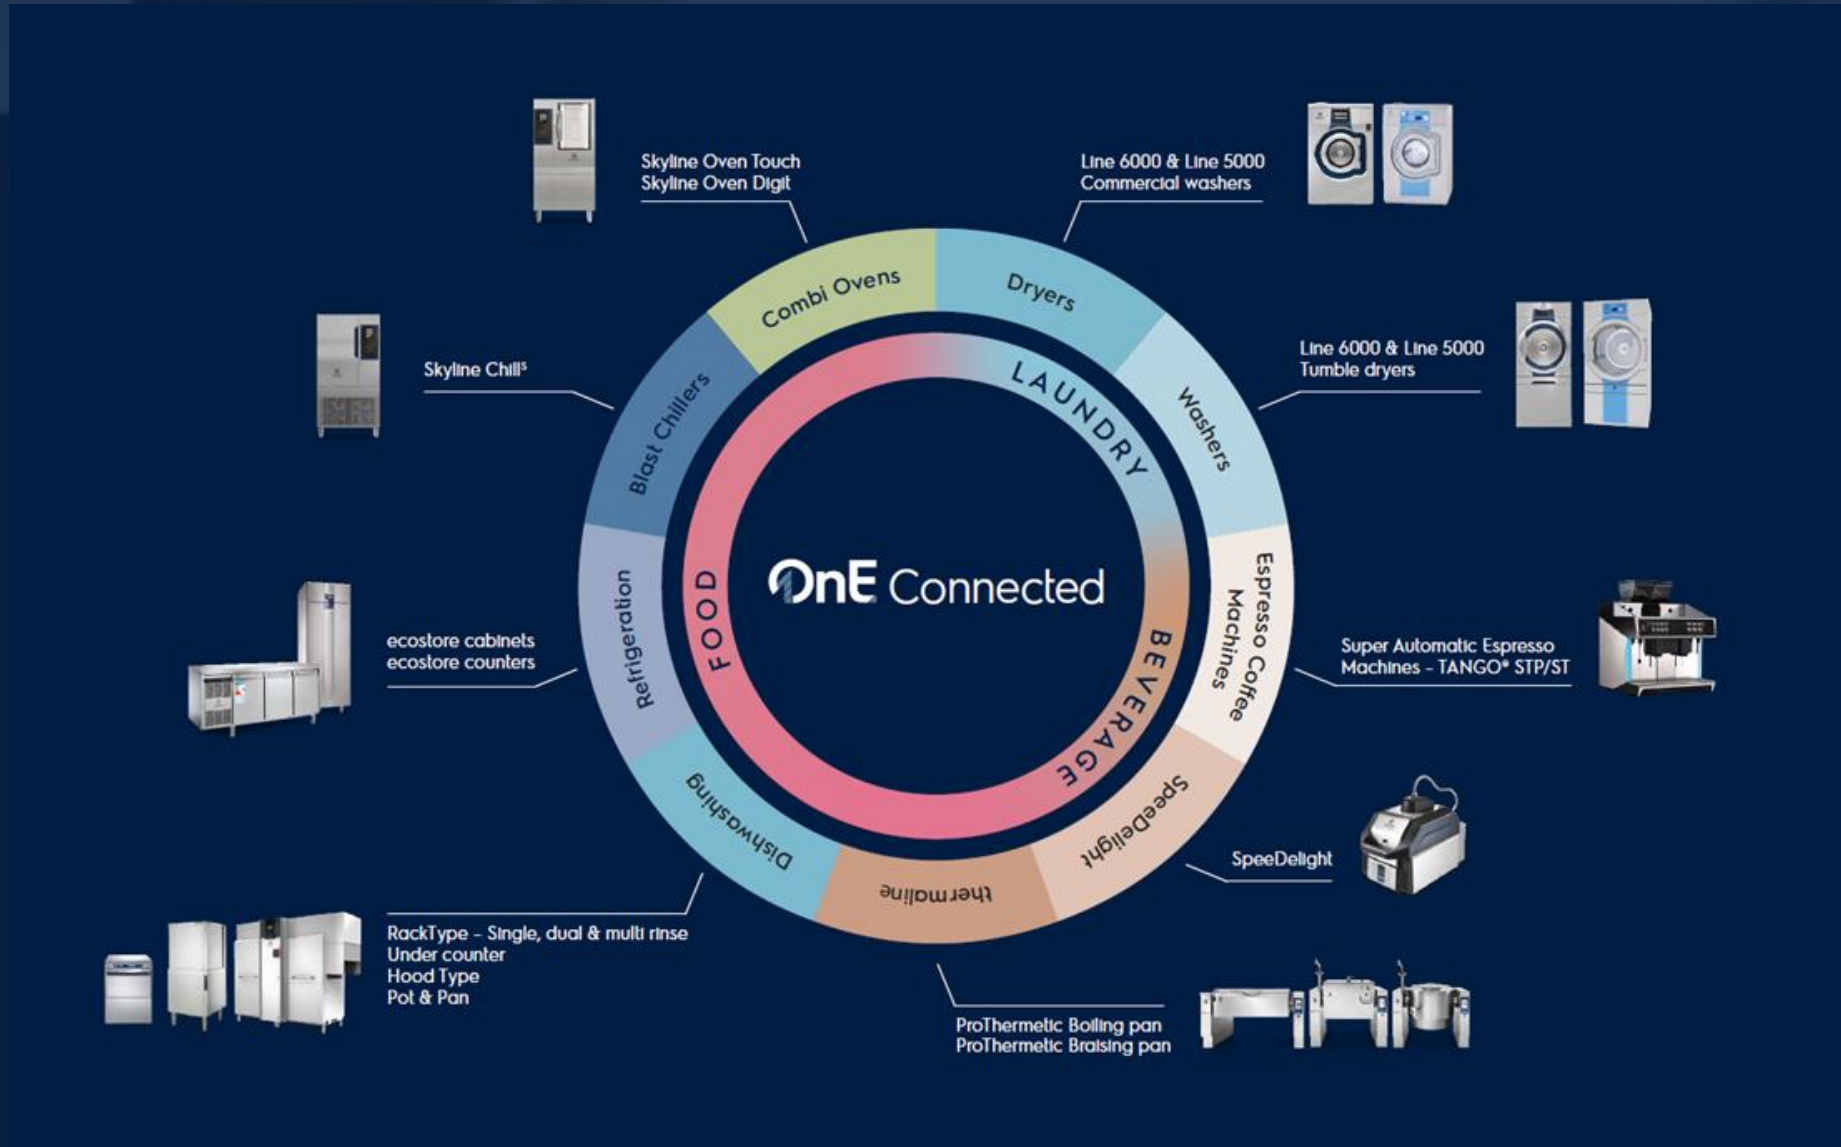 Skyline Oven Touch
Skyline Oven Digit
Line 6000 & Line 5000
Commercial washers
Combi Ovens
Dryers
Skyline Chillˢ
Blast Chillers
LAUNDRY
Washers
Line 6000 & Line 5000
Tumble dryers
OnE Connected
FOOD
Refrigeration
ecostore cabinets
ecostore counters
BEVERAGE
Espresso Coffee
Machines
Super Automatic Espresso
Machines - TANGO® STP/ST
Dishwashing
SpeeDelight
SpeeDelight
thermaline
RackType - Single, dual & multi rinse
Under counter
Hood Type
Pot & Pan
ProThermetic Boiling pan
ProThermetic Braising pan